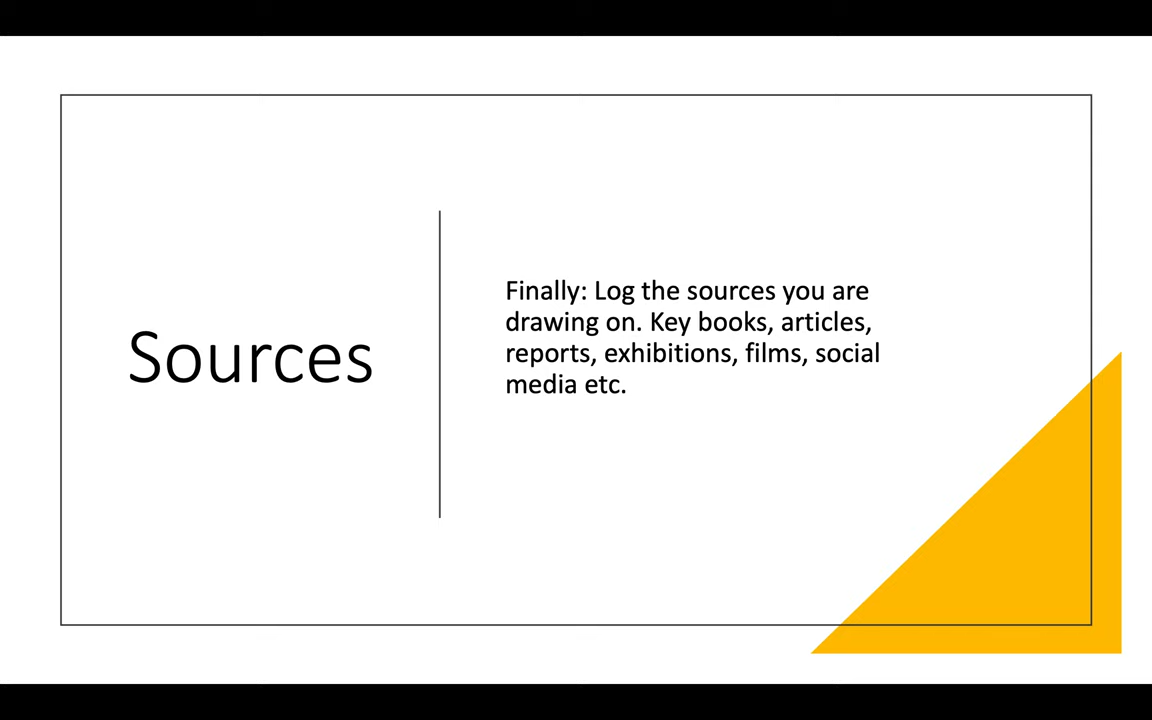 Sources
Finally: Log the sources you are
drawing on. Key books, articles,
reports, exhibitions, films, social
media etc.